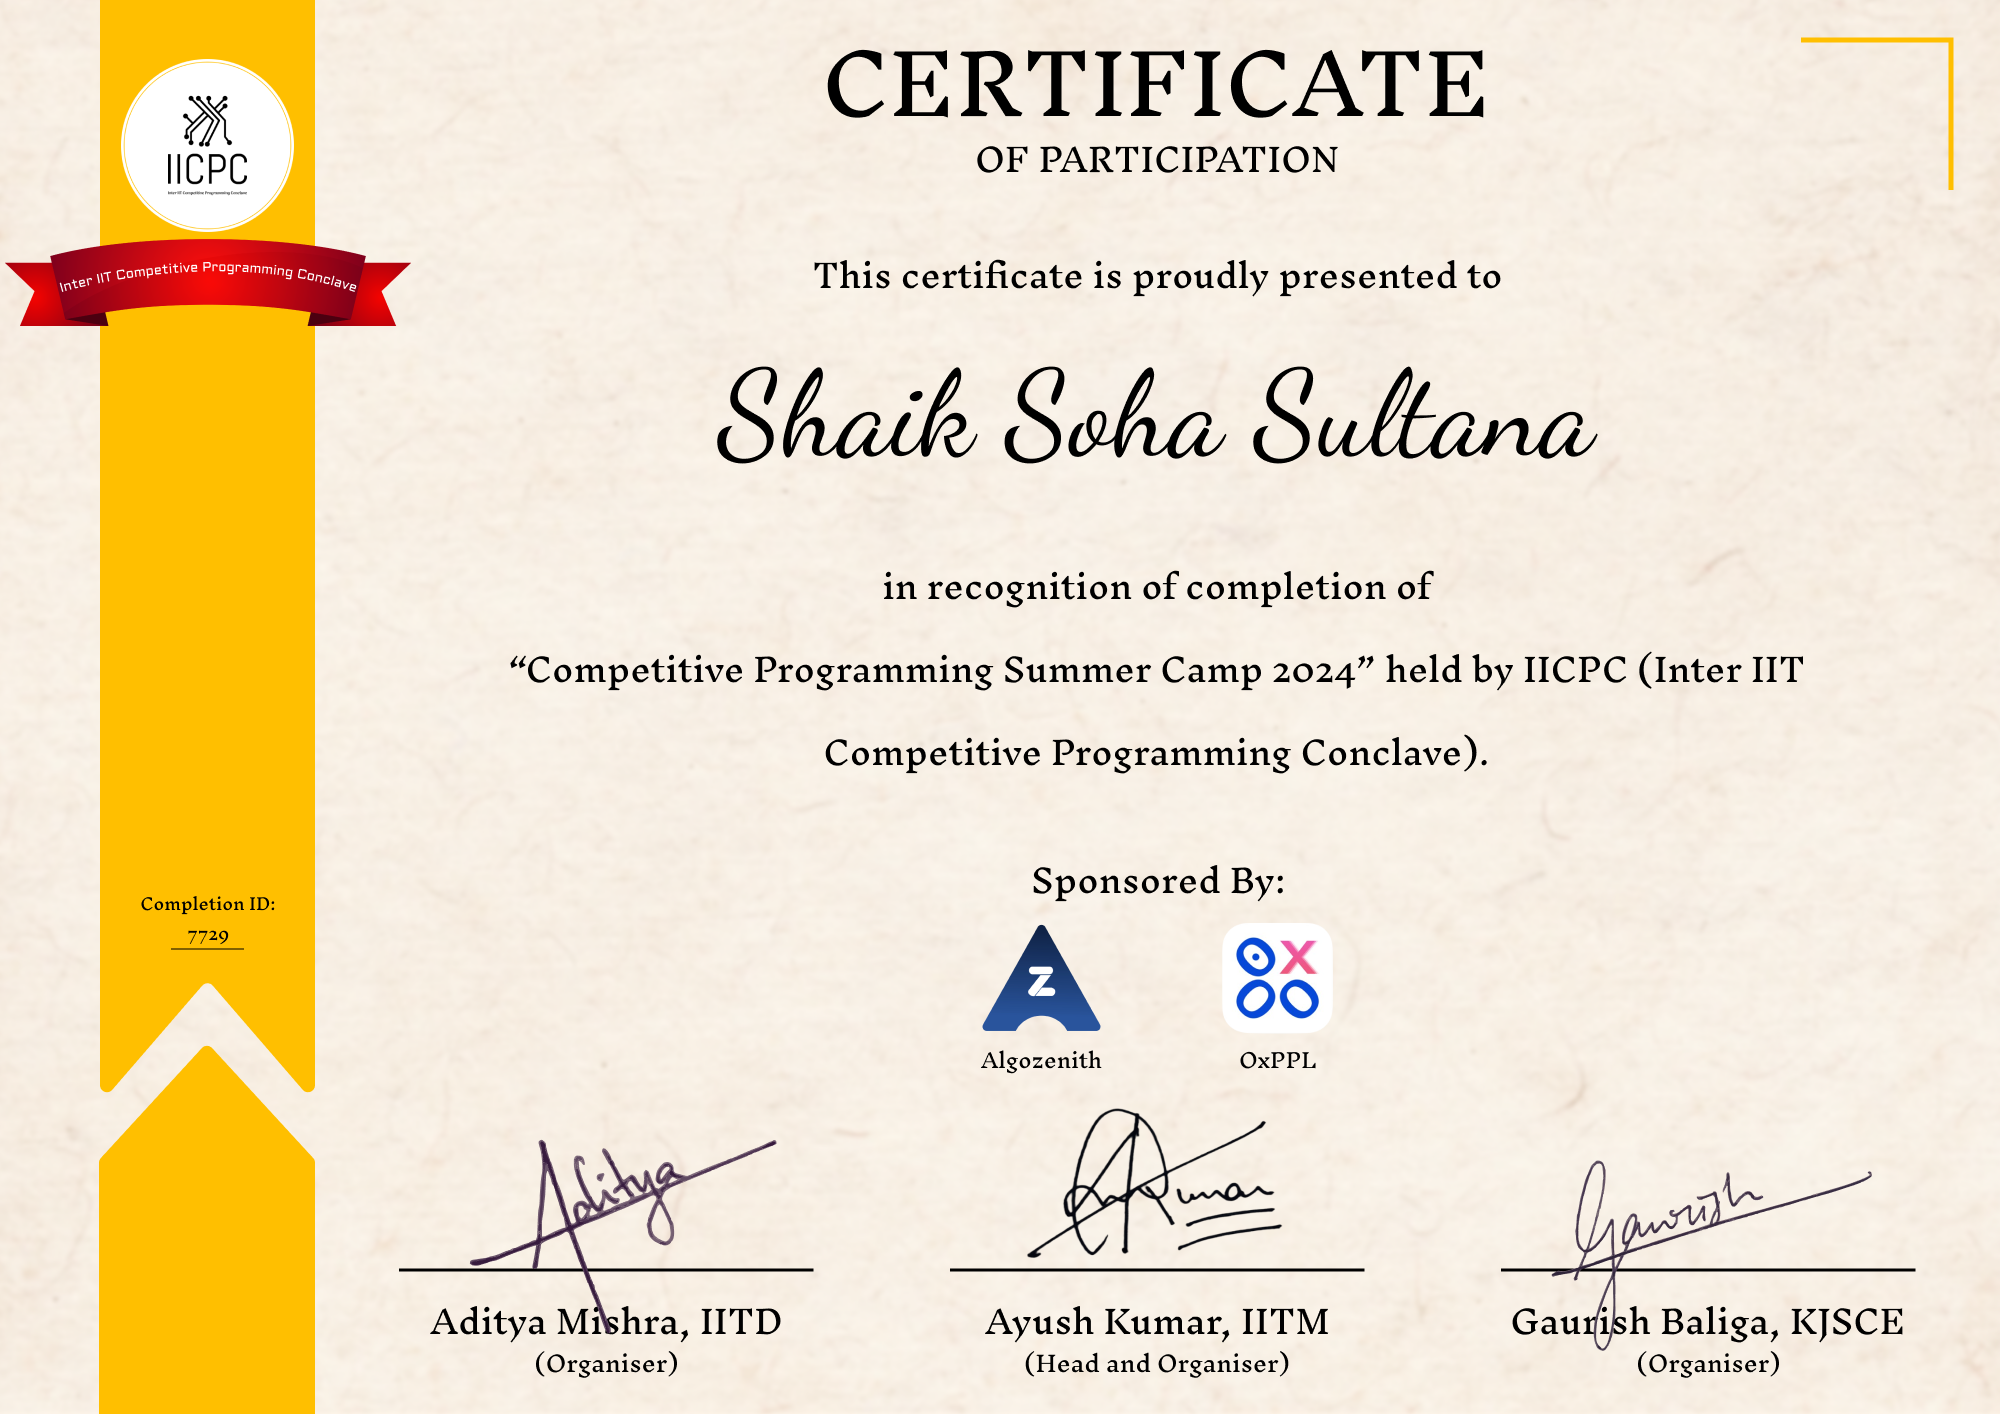 IICPC
Inter IIT Competitive Programming Conclave
Inter IIT Competitive Programming Conclave
CERTIFICATE
OF PARTICIPATION
This certificate is proudly presented to
Shaik Soha Sultana
in recognition of completion of
“Competitive Programming Summer Camp 2024” held by IICPC (Inter IIT
Competitive Programming Conclave).
Completion ID:
7729
Sponsored By:
Z
Algozenith
OxPPL
Aditya
Kumar
Gaurish
Aditya Mishra, IITD
(Organiser)
Ayush Kumar, IITM
(Head and Organiser)
Gaurish Baliga, KJSCE
(Organiser)